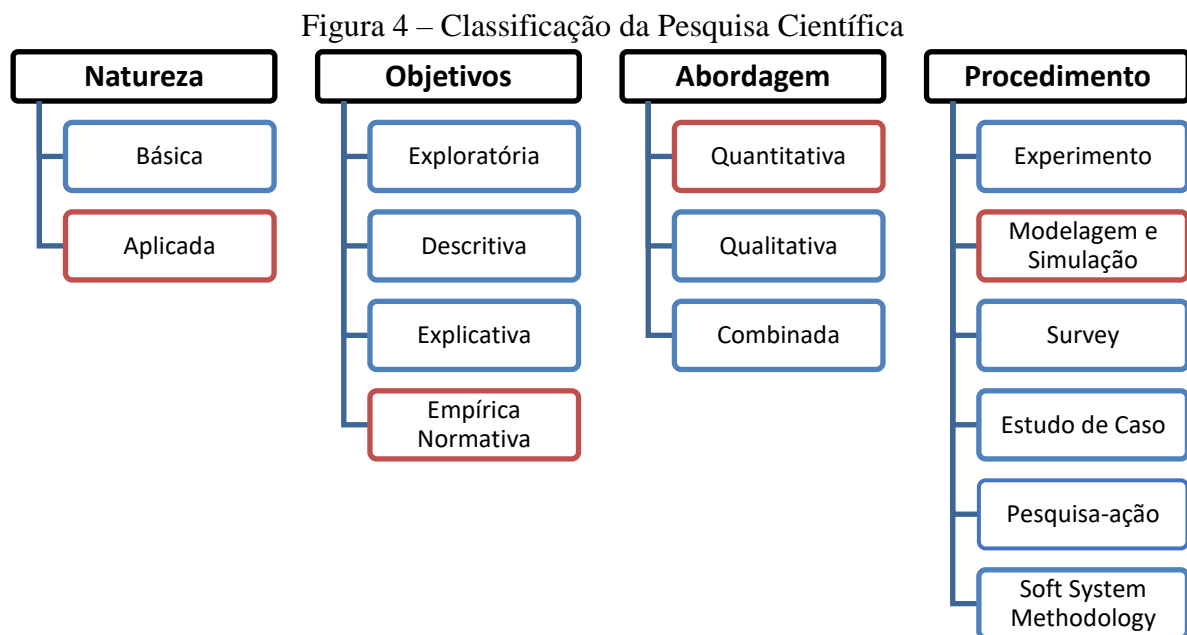 Figura 4 – Classificação da Pesquisa Científica
Natureza
Básica
Aplicada
Objetivos
Exploratória
Descritiva
Explicativa
Empírica
Normativa
Abordagem
Quantitativa
Qualitativa
Combinada
Procedimento
Experimento
Modelagem e
Simulação
Survey
Estudo de Caso
Pesquisa-ação
Soft System
Methodology